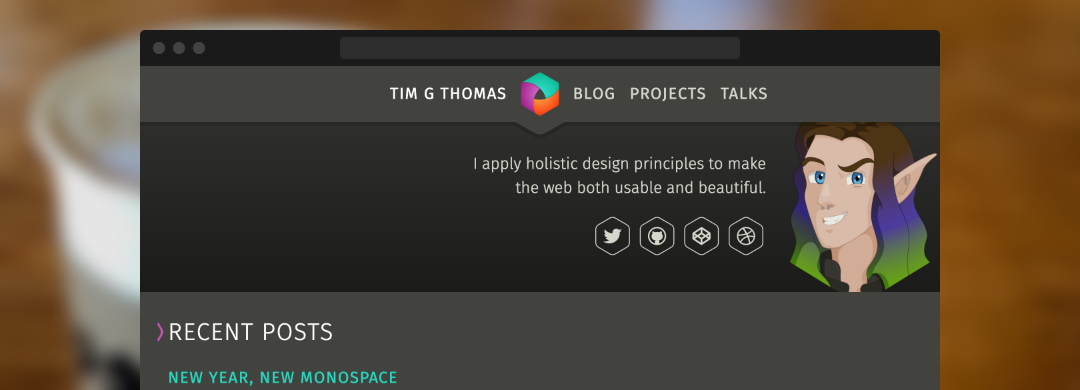 TIM G THOMAS BLOG PROJECTS TALKS
I apply holistic design principles to make
the web both usable and beautiful.
RECENT POSTS
NEW YEAR, NEW MONOSPACE